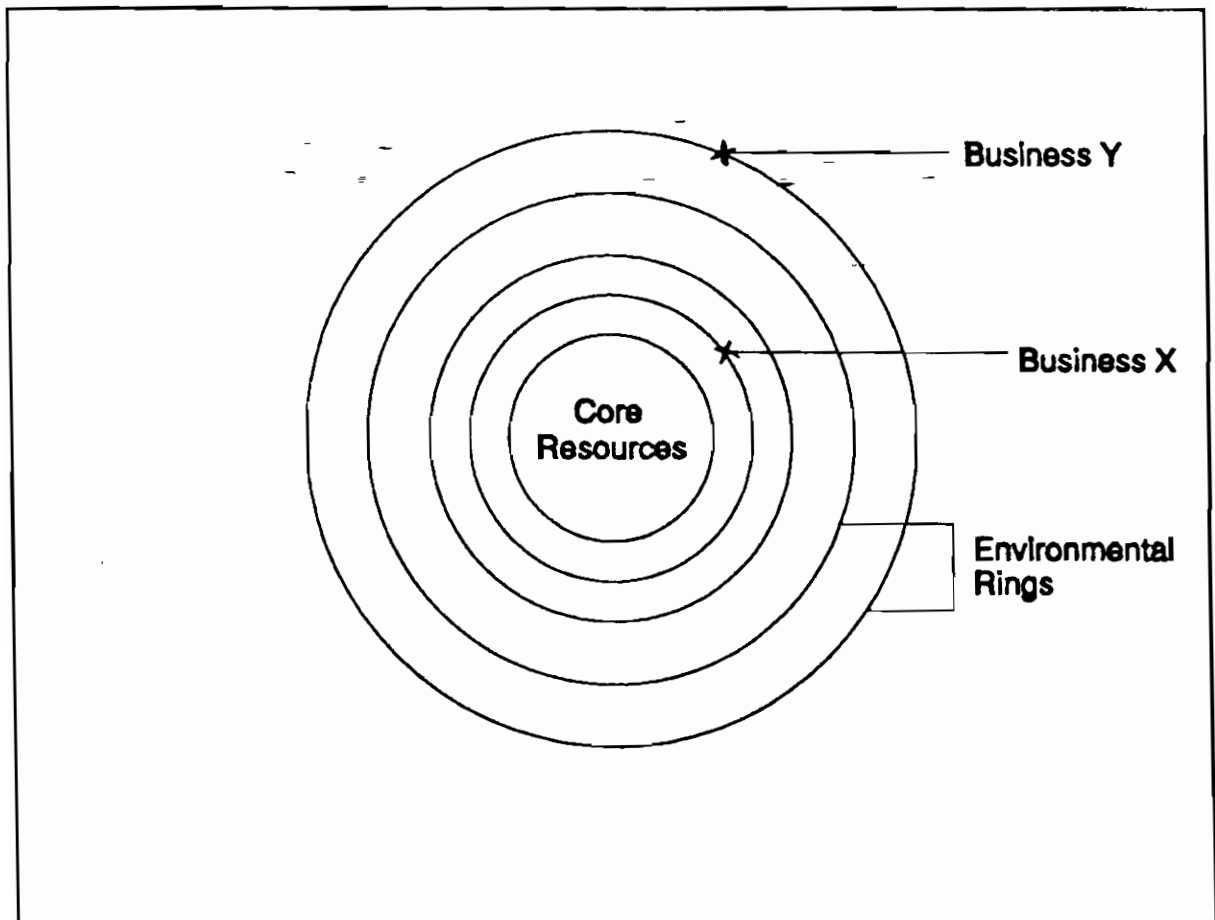 Business Y
Business X
Core
Resources
Environmental
Rings